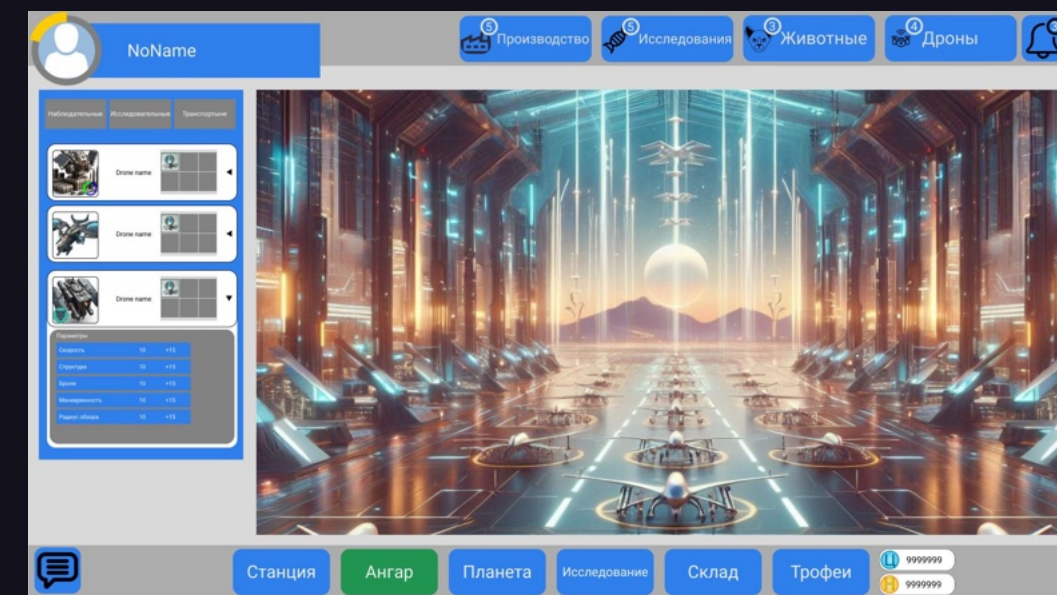 NoName
5 Производство
5 Исследования
3 Животные
4 Дроны
Наблюдательные Исследовательные Транспортыне
Drone name
Drone name
Drone name
Параметры
Скорость 10 +15
Структура 10 +15
Броня 10 +15
Маневренность 10 +15
Радиус обзора 10 +15
Станция
Ангар
Планета
Исследование
Склад
Трофеи
9999999
9999999